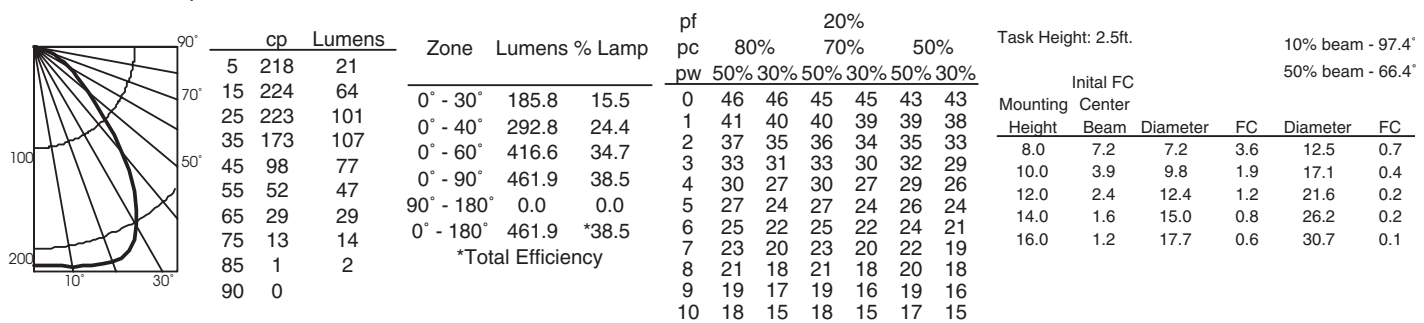 90°
70°
50°
30°
10°
100
200
cp Lumens
5 218 21
15 224 64
25 223 101
35 173 107
45 98 77
55 52 47
65 29 29
75 13 14
85 1 2
90 0
Zone Lumens % Lamp
0° - 30° 185.8 15.5
0° - 40° 292.8 24.4
0° - 60° 416.6 34.7
0° - 90° 461.9 38.5
90° - 180° 0.0 0.0
0° - 180° 461.9 *38.5
*Total Efficiency
pf 20%
pc 80% 70% 50%
pw 50% 30% 50% 30% 50% 30%
0 46 46 45 45 43 43
1 41 40 40 39 39 38
2 37 35 36 34 35 33
3 33 31 33 30 32 29
4 30 27 30 27 29 26
5 27 24 27 24 26 24
6 25 22 25 22 24 21
7 23 20 23 20 22 19
8 21 18 21 18 20 18
9 19 17 19 16 19 16
10 18 15 18 15 17 15
Task Height: 2.5ft.
10% beam - 97.4°
50% beam - 66.4°
Inital FC
Mounting Center
Height Beam Diameter FC Diameter FC
8.0 7.2 7.2 3.6 12.5 0.7
10.0 3.9 9.8 1.9 17.1 0.4
12.0 2.4 12.4 1.2 21.6 0.2
14.0 1.6 15.0 0.8 26.2 0.2
16.0 1.2 17.7 0.6 30.7 0.1